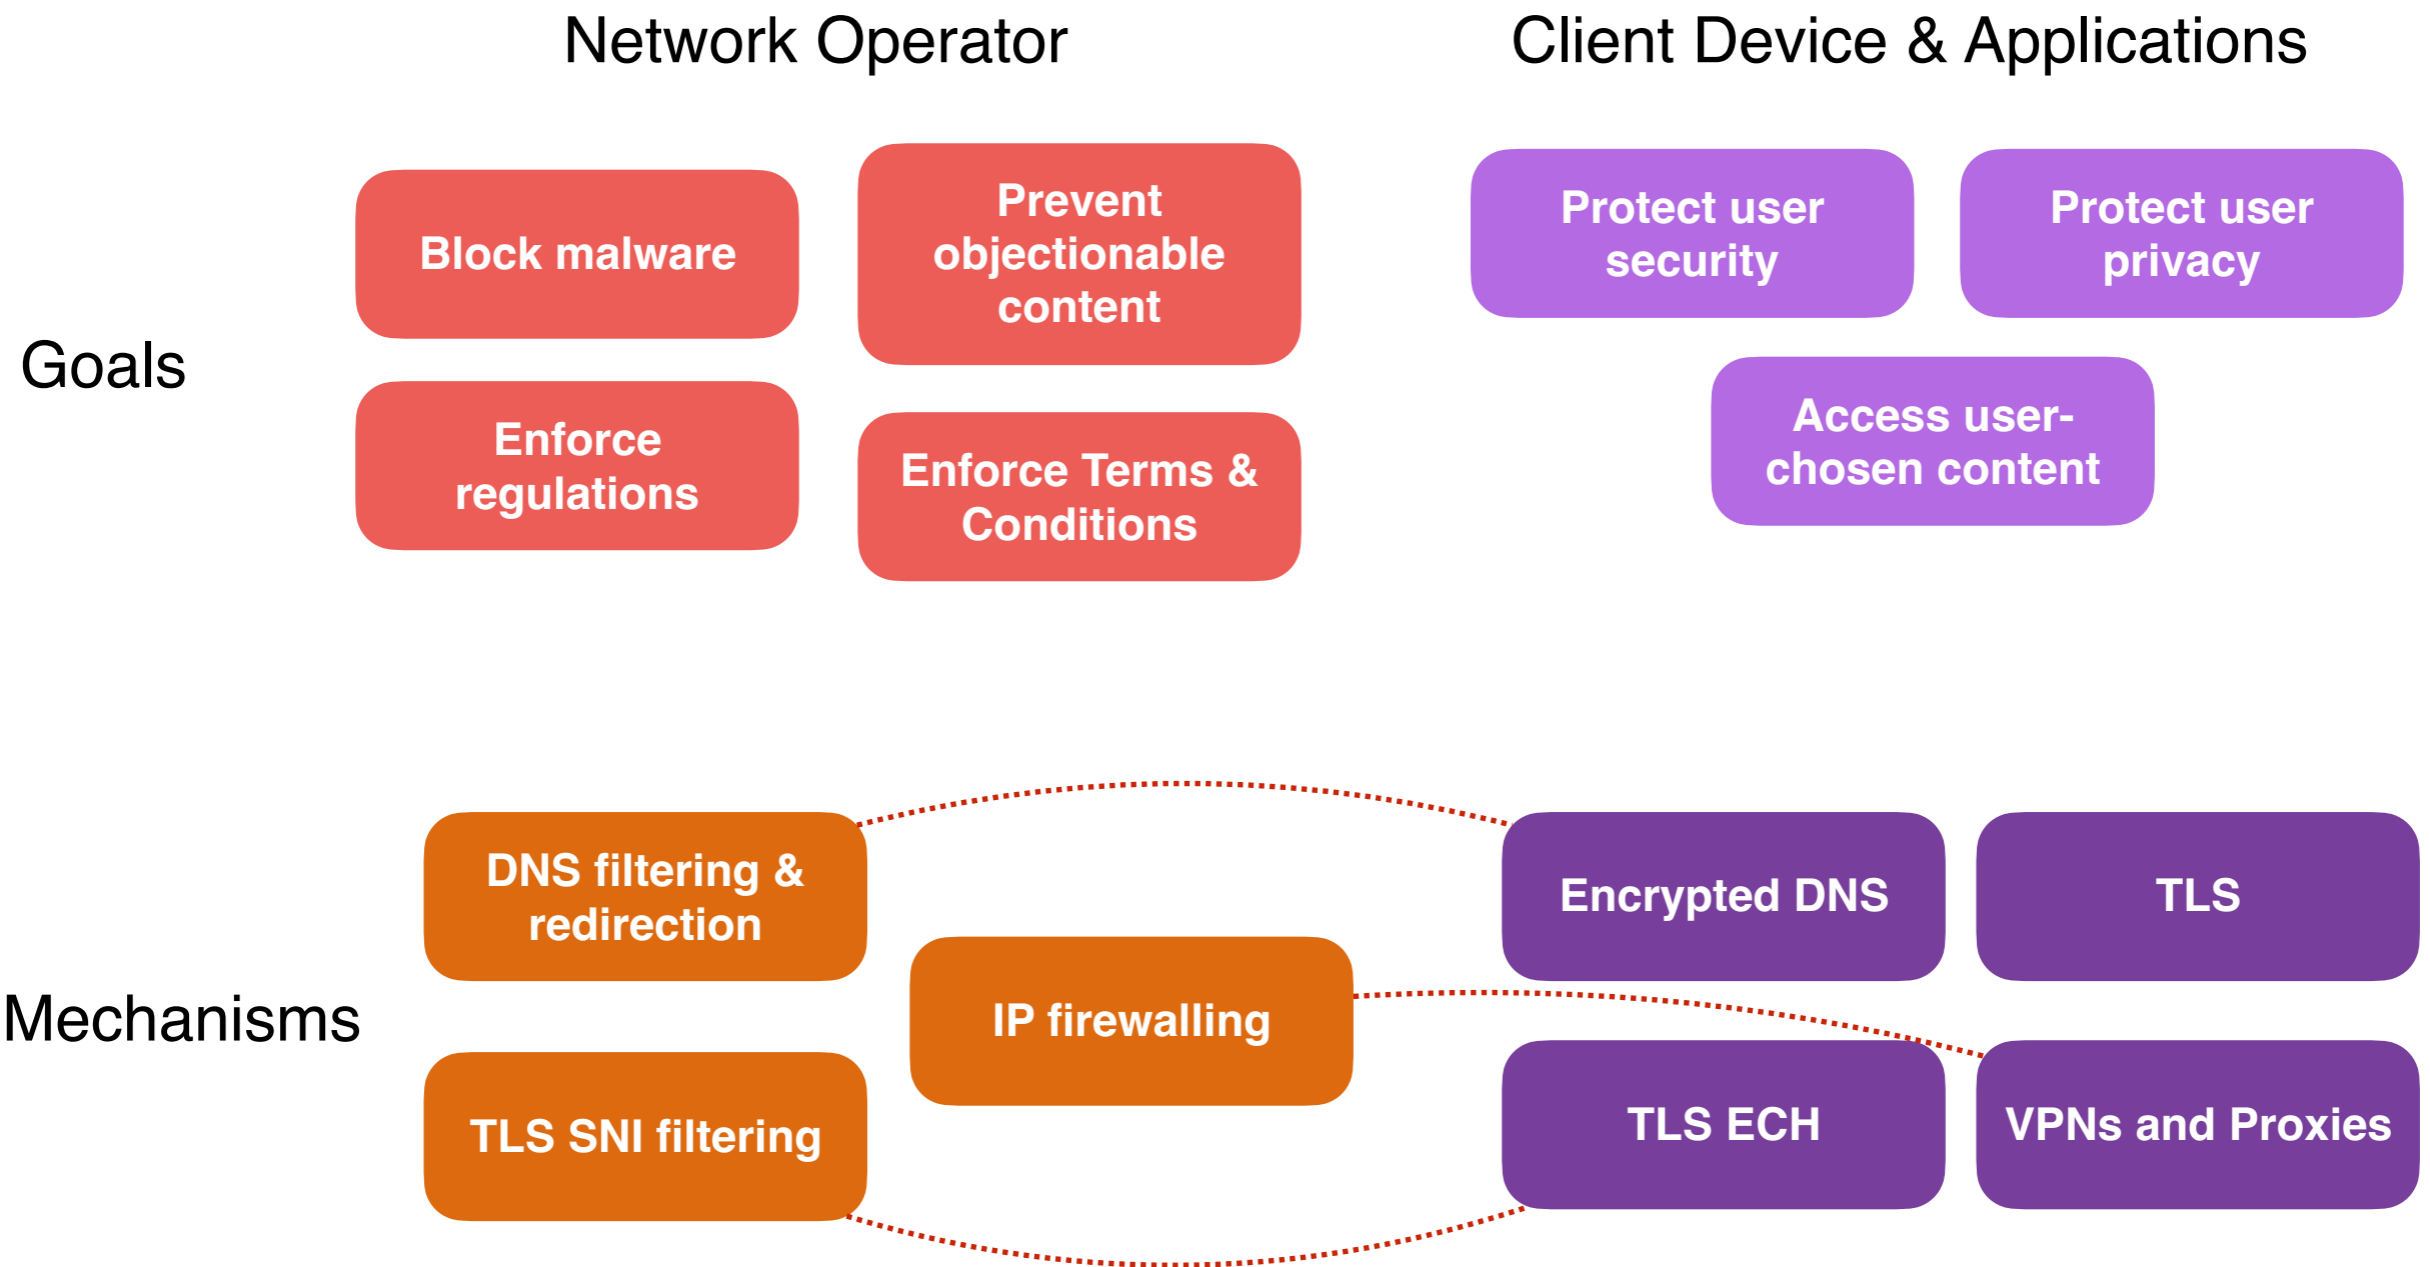 Network Operator
Client Device & Applications
Goals
Block malware
Prevent
objectionable
content
Enforce
regulations
Enforce Terms &
Conditions
Protect user
security
Protect user
privacy
Access user-
chosen content
Mechanisms
DNS filtering &
redirection
IP firewalling
TLS SNI filtering
Encrypted DNS
TLS
TLS ECH
VPNs and Proxies